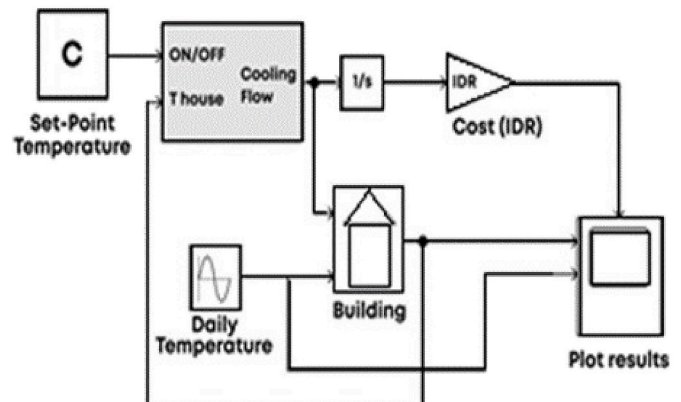 C
Set-Point
Temperature
ON/OFF
T house
Cooling
Flow
1/s
IDR
Cost (IDR)
Daily
Temperature
Building
Plot results